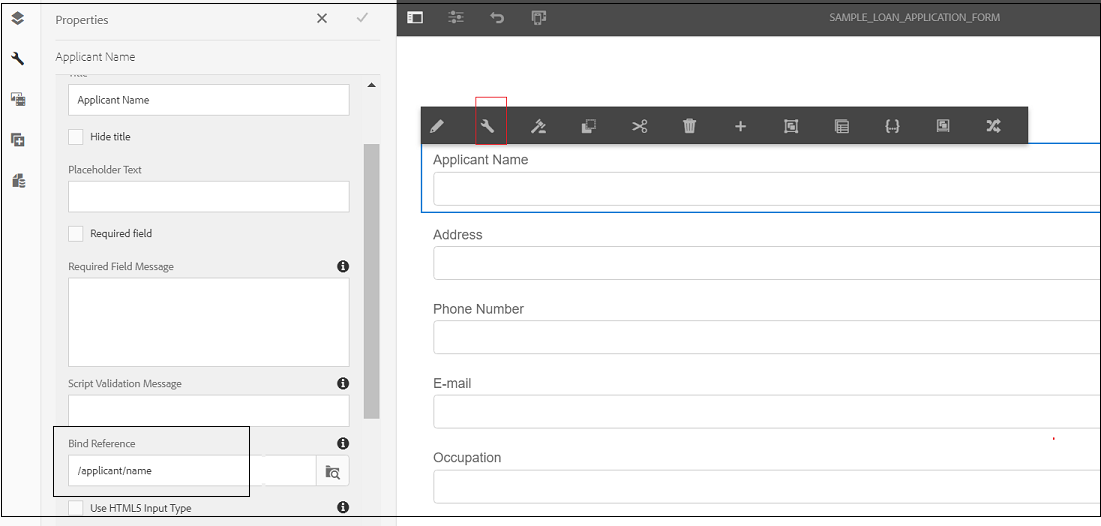 Properties
Applicant Name
Title
Applicant Name
Hide title
Placeholder Text
Required field
Required Field Message
Script Validation Message
Bind Reference
/applicant/name
Use HTML5 Input Type
SAMPLE_LOAN_APPLICATION_FORM
Applicant Name
Address
Phone Number
E-mail
Occupation